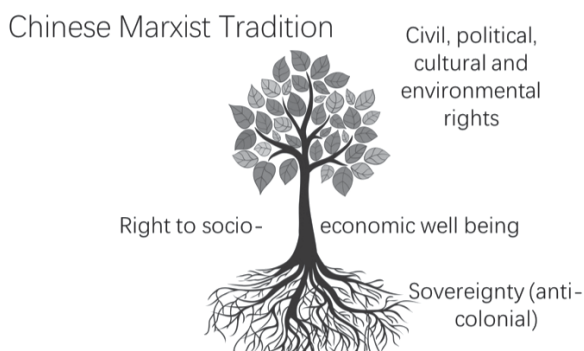 Chinese Marxist Tradition
Civil, political,
cultural and
environmental
rights
Right to socio- economic well being
Sovereignty (anti-
colonial)